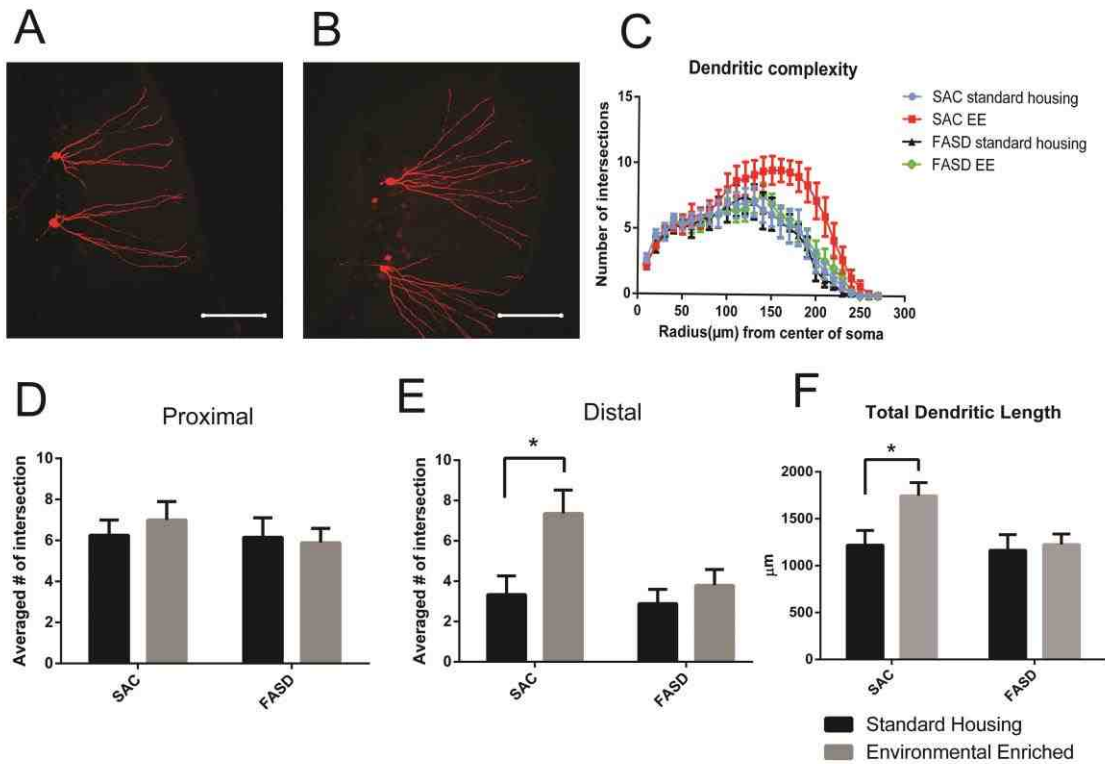 A
B
C
Dendritic complexity
Number of intersections
15
10
5
0
0 50 100 150 200 250 300
Radius(µm) from center of soma
SAC standard housing
SAC EE
FASD standard housing
FASD EE
D
Proximal
Averaged # of intersection
10
8
6
4
2
0
SAC
FASD
E
Distal
Averaged # of intersection
10
8
6
4
2
0
*
SAC
FASD
F
Total Dendritic Length
µm
2000
1500
1000
500
0
*
SAC
FASD
Standard Housing
Environmental Enriched